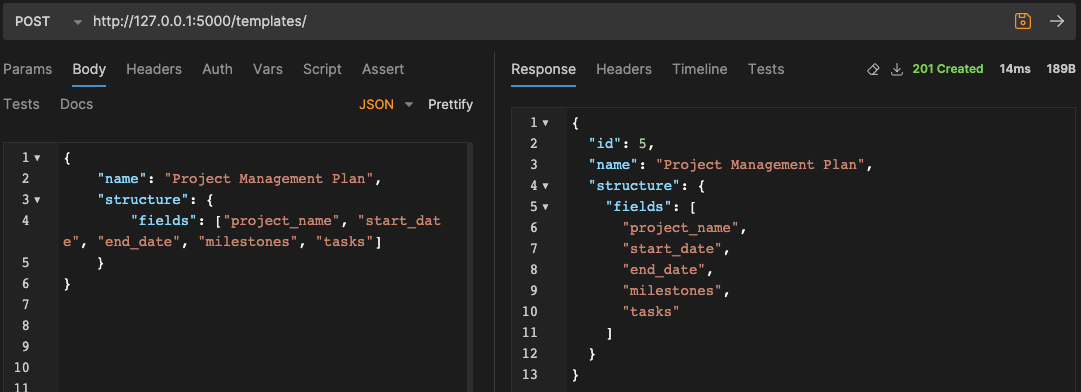 POST http://127.0.0.1:5000/templates/
Params Body Headers Auth Vars Script Assert
Tests Docs JSON Prettify
1 {
2 "name": "Project Management Plan",
3 "structure": {
4 "fields": ["project_name", "start_dat
e", "end_date", "milestones", "tasks"]
5 }
6 }
7
8
9
10
11
Response Headers Timeline Tests 201 Created 14ms 189B
1 {
2 "id": 5,
3 "name": "Project Management Plan",
4 "structure": {
5 "fields": [
6 "project_name",
7 "start_date",
8 "end_date",
9 "milestones",
10 "tasks"
11 ]
12 }
13 }